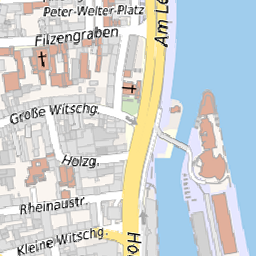 Peter-Welter-Platz
Filzengraben
Am Le
Große Witschg.
Holzg.
Rheinaustr.
Ho
Kleine Witschg.